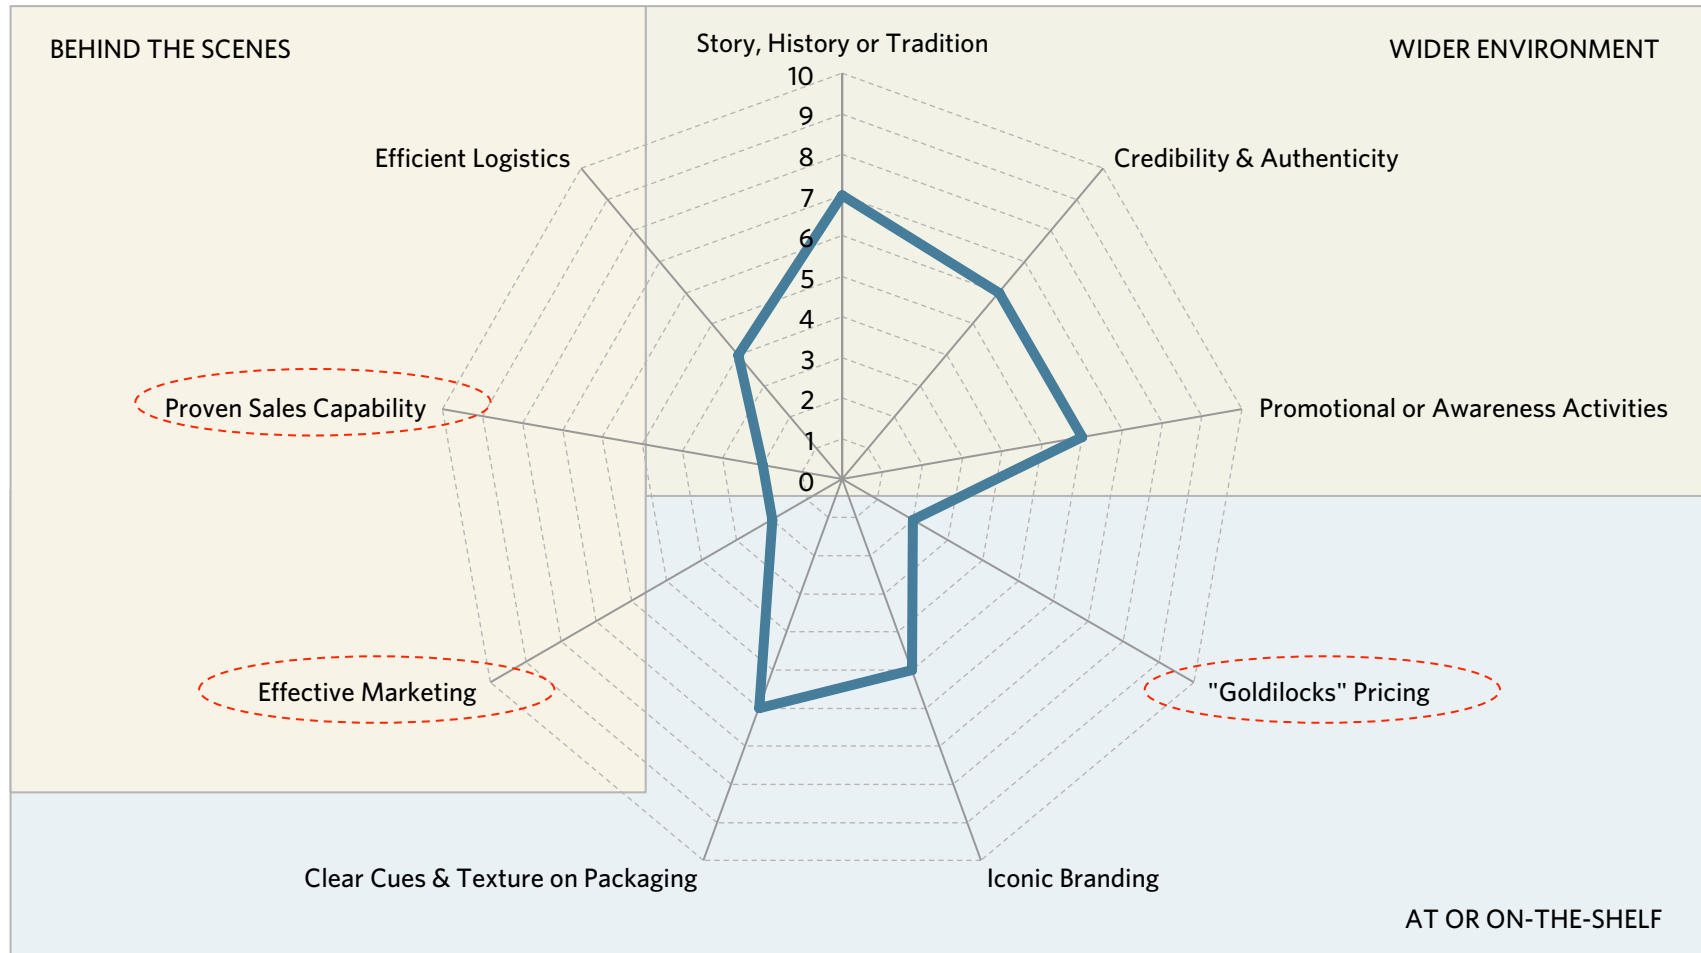 BEHIND THE SCENES
Story, History or Tradition
WIDER ENVIRONMENT
10
9
8
7
6
5
4
3
2
1
0
Efficient Logistics
Credibility & Authenticity
Proven Sales Capability
Promotional or Awareness Activities
Effective Marketing
"Goldilocks" Pricing
Clear Cues & Texture on Packaging
Iconic Branding
AT OR ON-THE-SHELF